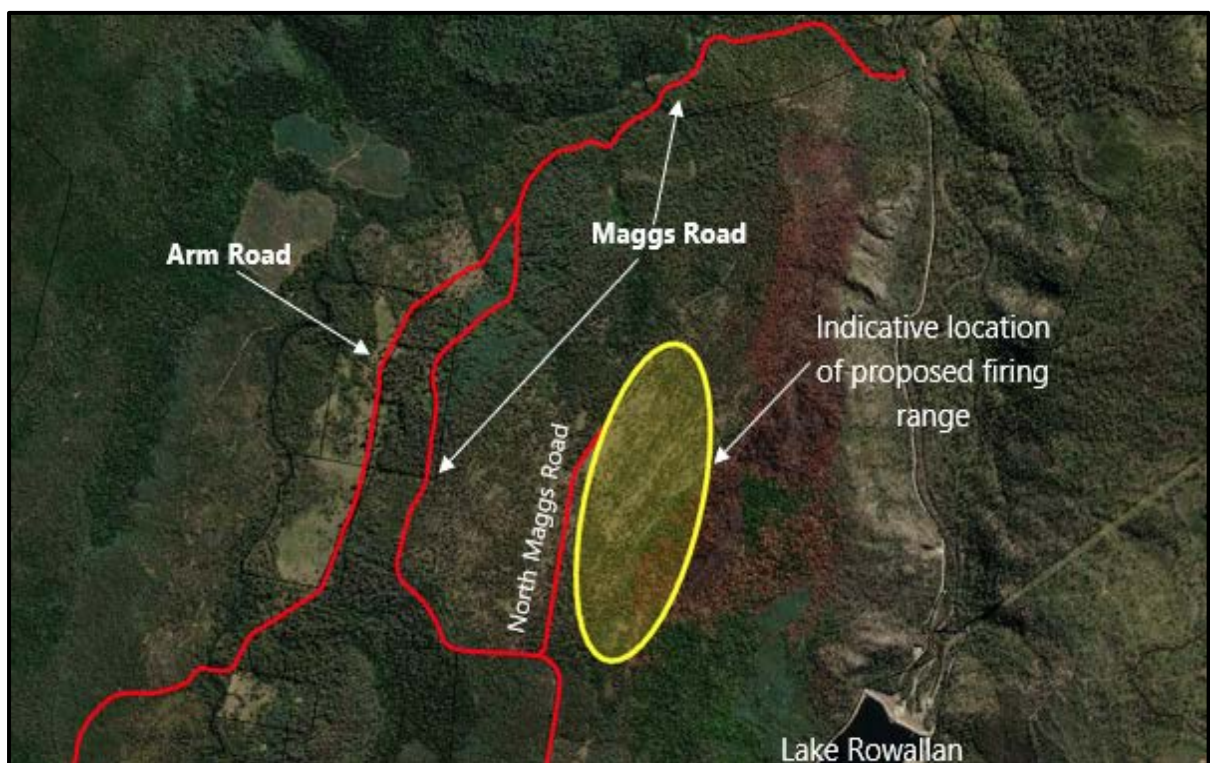 Maggs Road
Arm Road
Indicative location
of proposed firing
range
North Maggs Road
Lake Rowallan